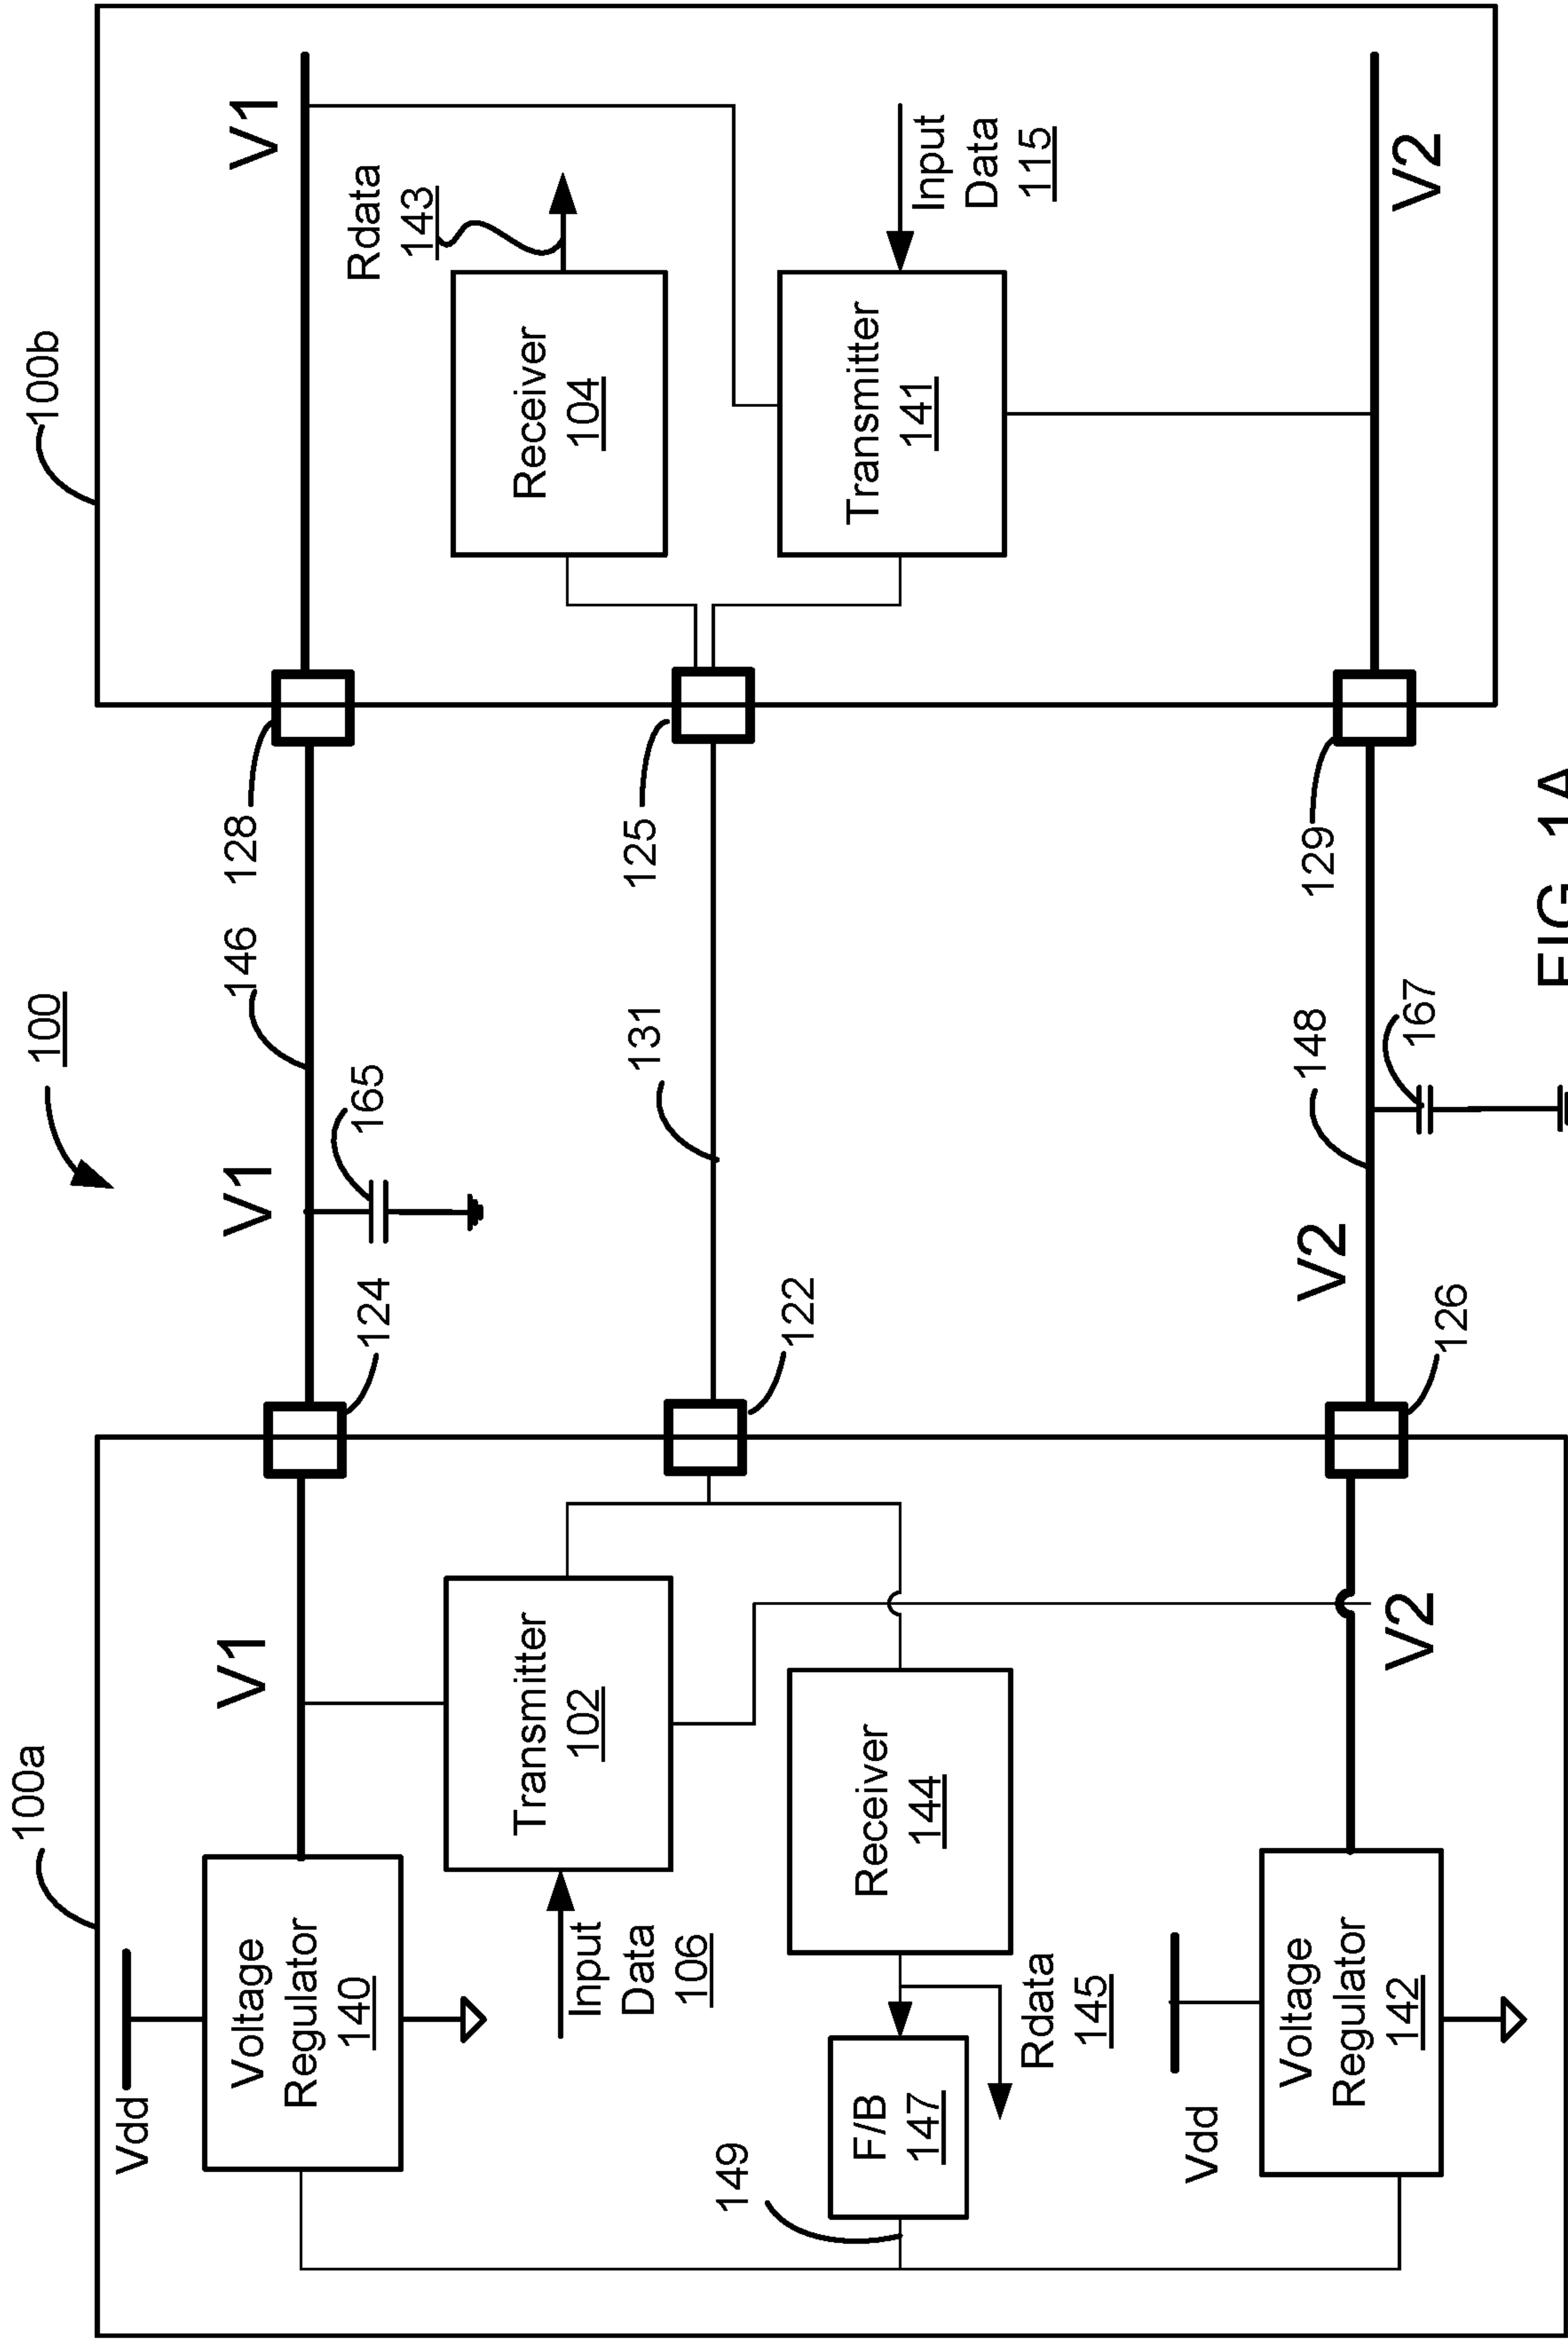 100
100a
100b
Vdd
Voltage
Regulator
140
V1
124
V1
165
146
128
V1
Rdata
143
Receiver
104
Input
Data
106
Transmitter
102
122
131
125
Transmitter
141
Input
Data
115
149
F/B
147
Rdata
145
Receiver
144
Vdd
Voltage
Regulator
142
V2
126
V2
148
167
129
V2
FIG. 1A